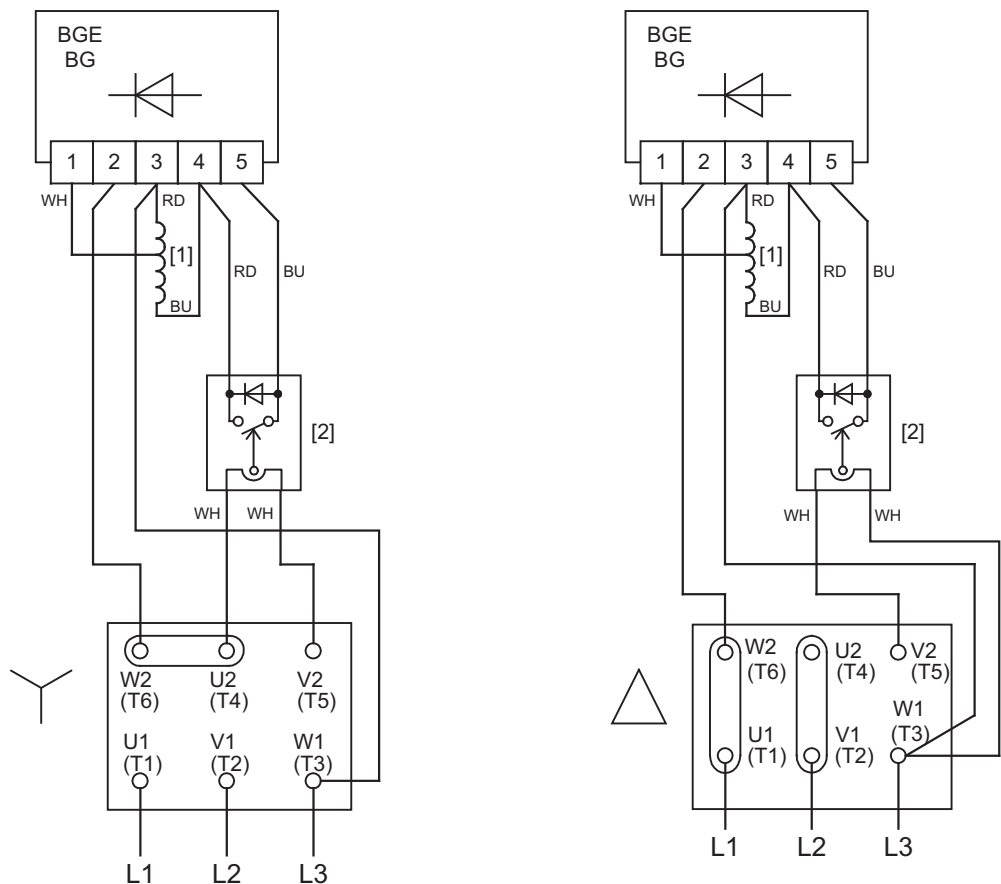 BGE
BG
1 2 3 4 5
WH RD
[1]
RD BU
BU
[2]
WH WH
W2 U2 V2
(T6) (T4) (T5)
U1 V1 W1
(T1) (T2) (T3)
L1 L2 L3
BGE
BG
1 2 3 4 5
WH RD
[1]
RD BU
BU
[2]
WH WH
W2 U2 V2
(T6) (T4) (T5)
W1
U1 V1 (T3)
(T1) (T2)
L1 L2 L3